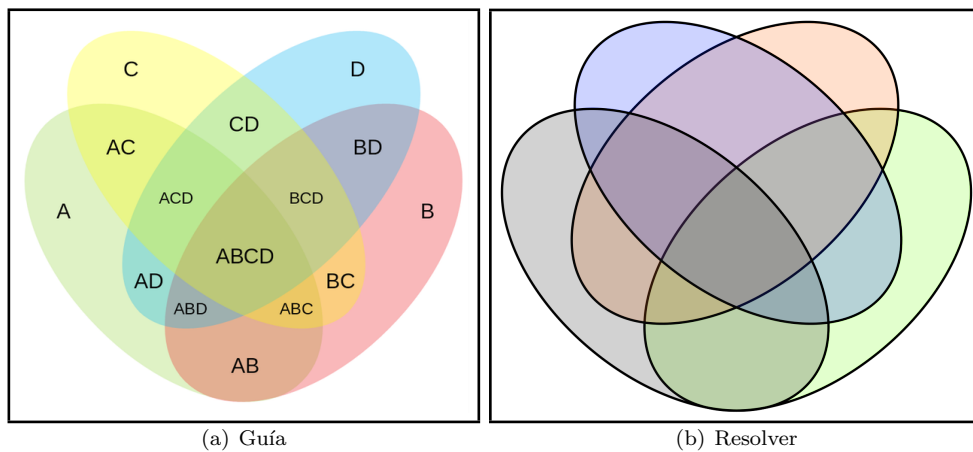 C
D
CD
AC
BD
ACD
BCD
A
B
ABCD
AD
BC
ABD
ABC
AB
(a) Guía
(b) Resolver